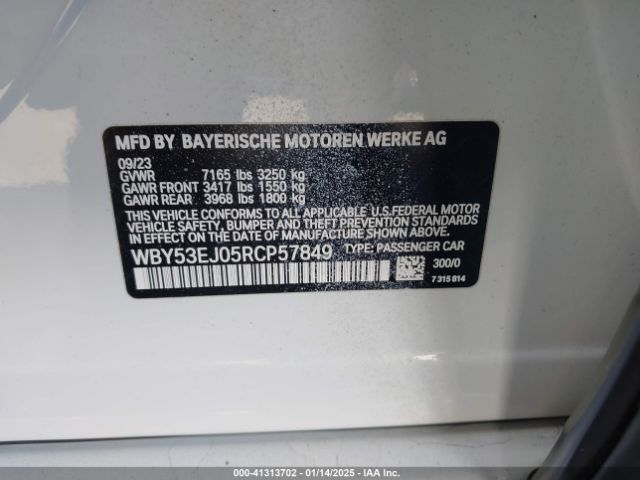 MFD BY BAYERISCHE MOTOREN WERKE AG
09/23
GVWR 7165 lbs 3250 kg
GAWR FRONT 3417 lbs 1550 kg
GAWR REAR 3968 lbs 1800 kg
THIS VEHICLE CONFORMS TO ALL APPLICABLE U.S.FEDERAL MOTOR
VEHICLE SAFETY, BUMPER AND THEFT PREVENTION STANDARDS
IN EFFECT ON THE DATE OF MANUFACTURE SHOWN ABOVE.
WBY53EJ05RCP57849 TYPE: PASSENGER CAR
300/0
7 315 814
000-41313702 — 01/14/2025 — IAA Inc.